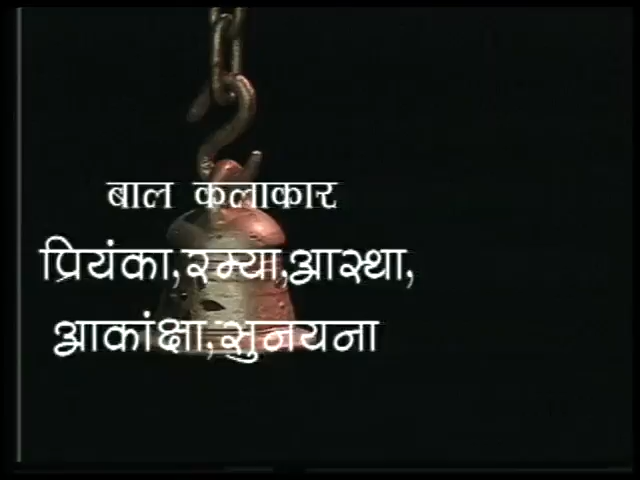 बाल कलाकार
प्रियंका,रम्या,आस्था,
आकांक्षा,सुनयना